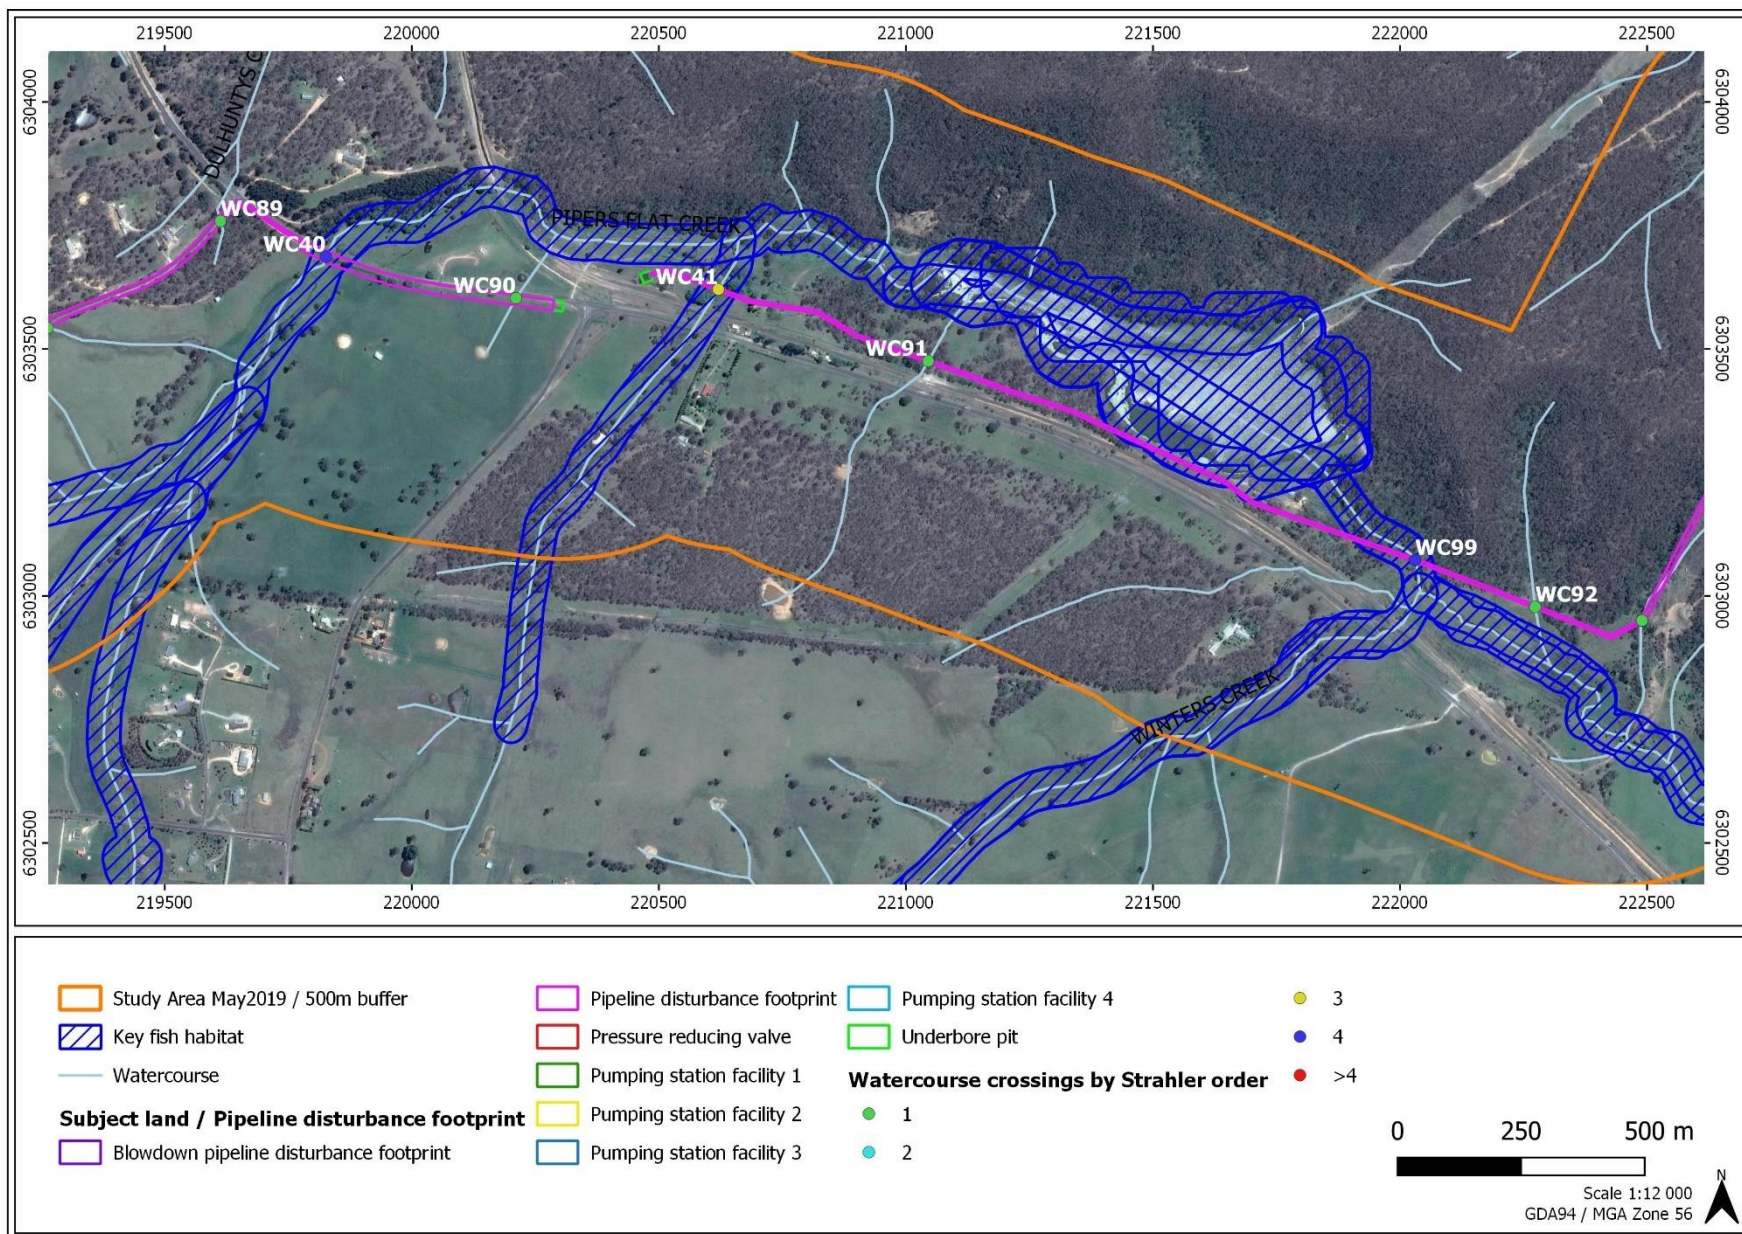 219500 220000 220500 221000 221500 222000 222500
6304000 6304000
DULHUNTYS C
WC89
PIPERS FLAT CREEK
WC40
WC41
WC90
6303500 6303500
WC91
WC99
WC92
6303000 6303000
WINTERS CREEK
6302500 6302500
219500 220000 220500 221000 221500 222000 222500
Study Area May2019 / 500m buffer
Key fish habitat
Watercourse
Subject land / Pipeline disturbance footprint
Blowdown pipeline disturbance footprint
Pipeline disturbance footprint
Pressure reducing valve
Pumping station facility 1
Pumping station facility 2
Pumping station facility 3
Pumping station facility 4
Underbore pit
Watercourse crossings by Strahler order
1
2
3
4
>4
0 250 500 m
Scale 1:12 000
GDA94 / MGA Zone 56
N